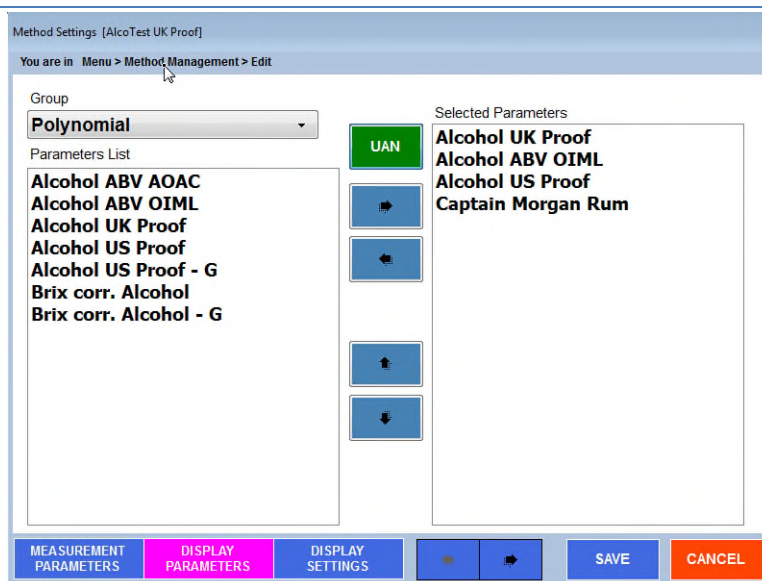 Method Settings [AlcoTest UK Proof]
You are in Menu > Method Management > Edit
Group
Polynomial
Parameters List
Alcohol ABV AOAC
Alcohol ABV OIML
Alcohol UK Proof
Alcohol US Proof
Alcohol US Proof - G
Brix corr. Alcohol
Brix corr. Alcohol - G
UAN
Selected Parameters
Alcohol UK Proof
Alcohol ABV OIML
Alcohol US Proof
Captain Morgan Rum
MEASUREMENT
PARAMETERS
DISPLAY
PARAMETERS
DISPLAY
SETTINGS
SAVE
CANCEL